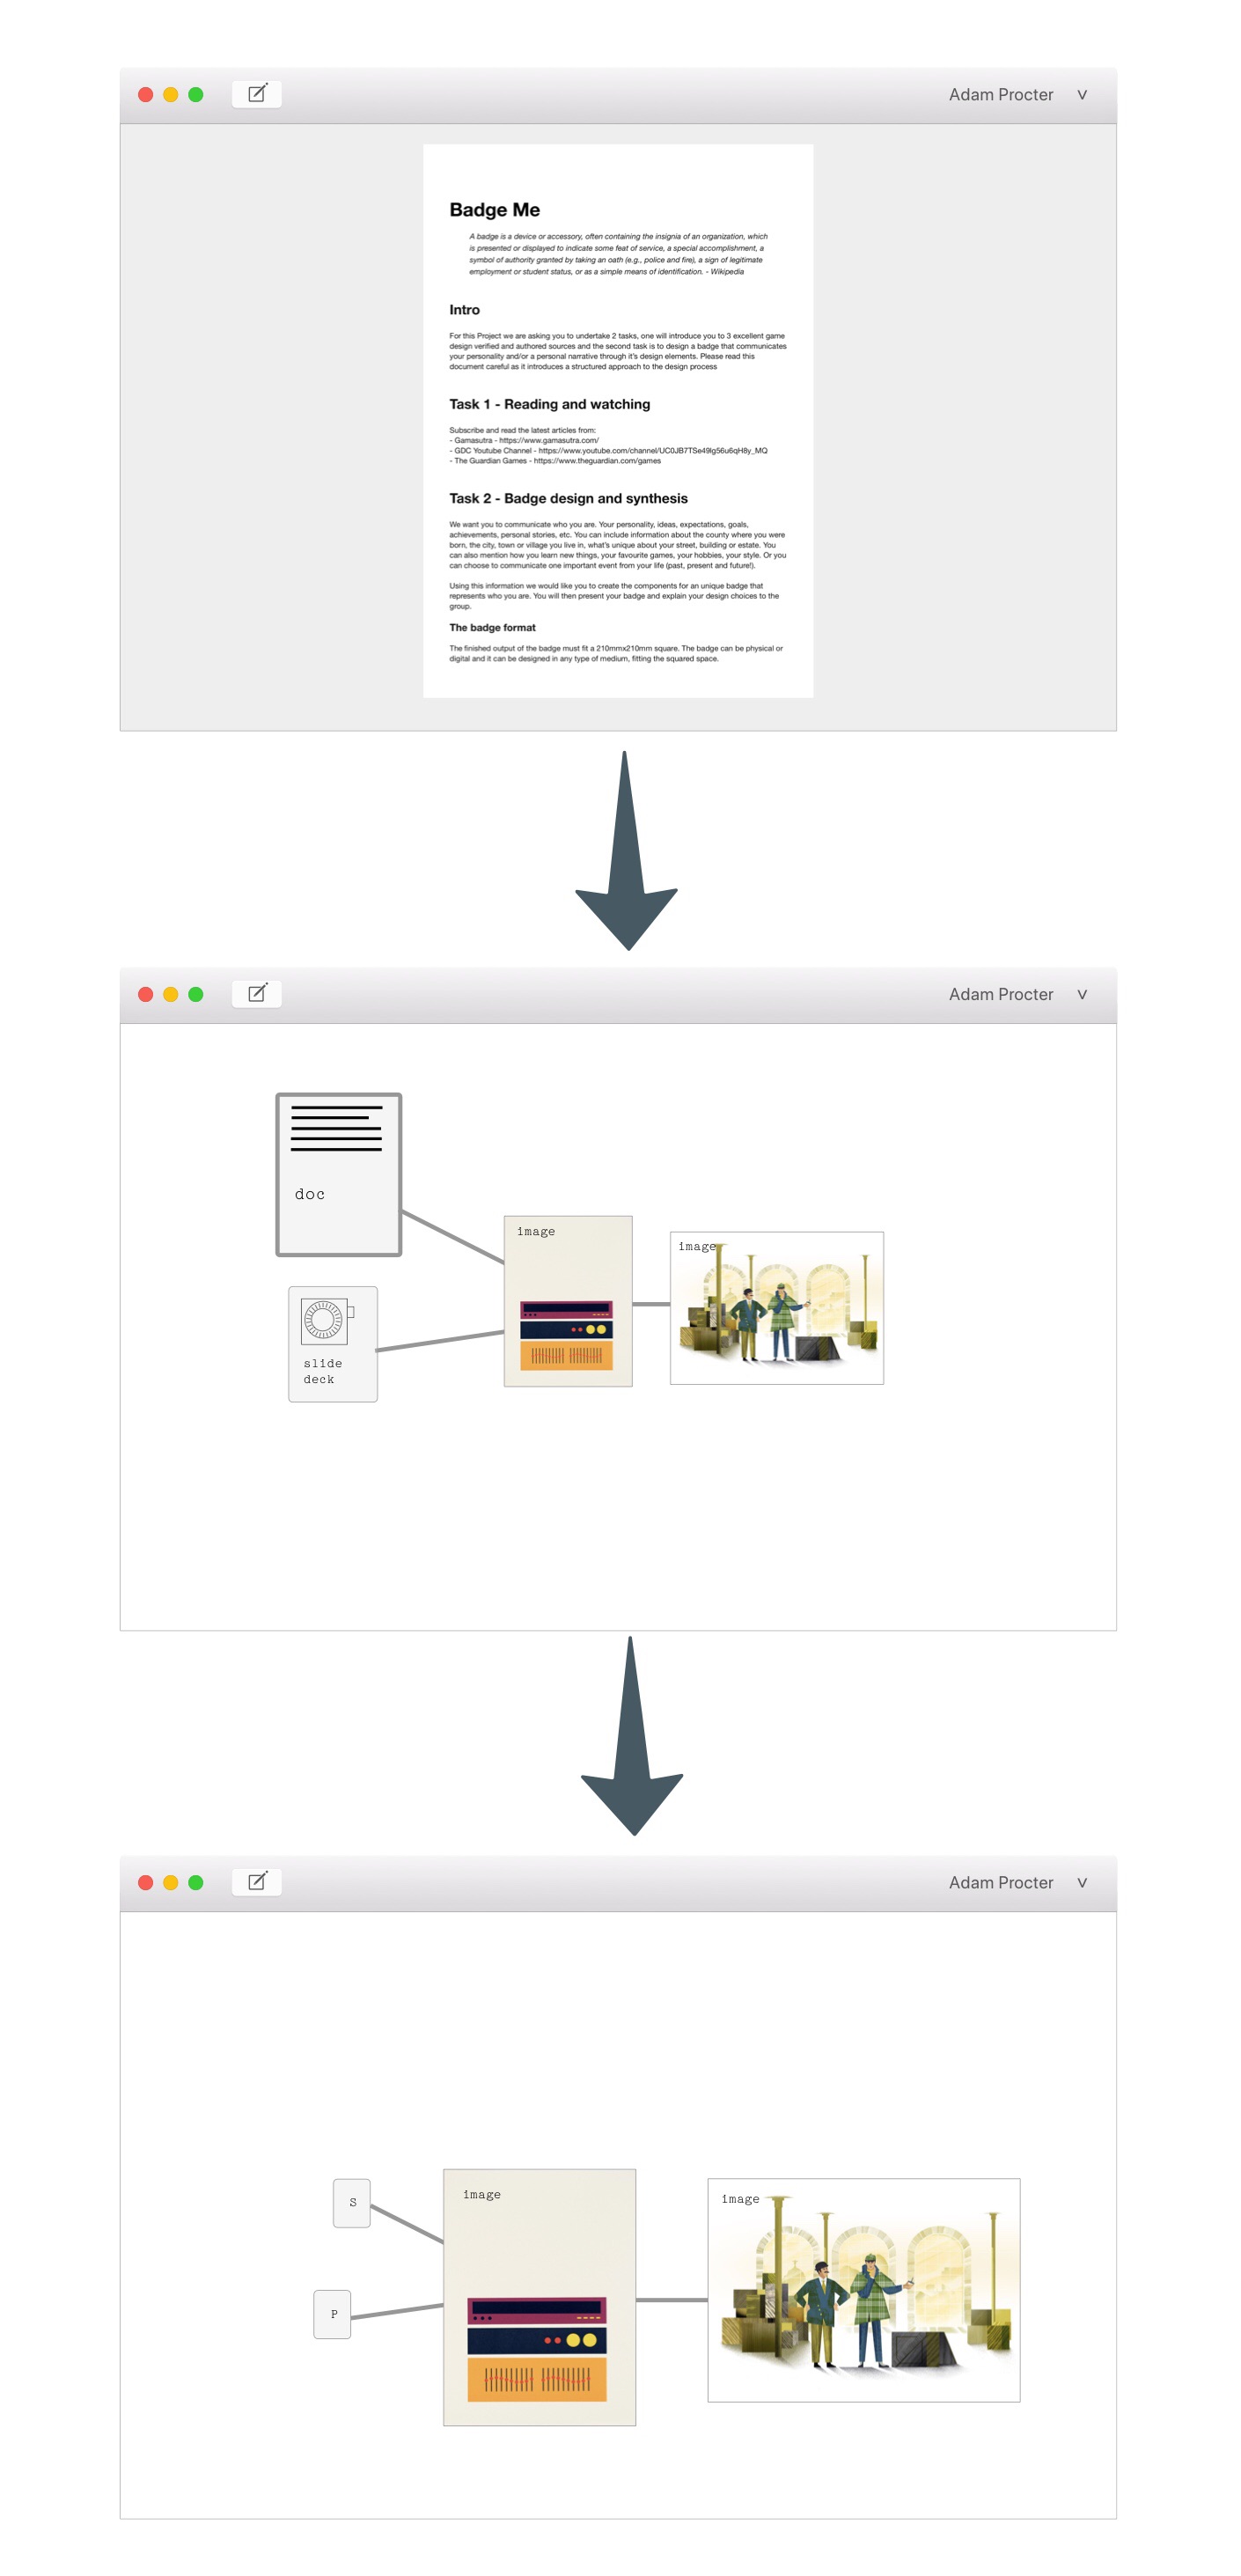 Adam Procter
Badge Me
A badge is a device or accessory, often containing the insignia of an organization, which
is presented or displayed to indicate some feat of service, a special accomplishment, a
symbol of authority granted by taking an oath (e.g., police and fire), a sign of legitimate
employment or student status, or as a simple means of identification. - Wikipedia
Intro
For this Project we are asking you to undertake 2 tasks, one will introduce you to 3 excellent game
design verified and authored sources and the second task is to design a badge that communicates
your personality and/or a personal narrative through it's design elements. Please read this
document careful as it introduces a structured approach to the design process
Task 1 - Reading and watching
Subscribe and read the latest articles from:
- Gamasutra - https://www.gamasutra.com/
- GDC Youtube Channel - https://www.youtube.com/channel/UC0JB7TSe49lg56u6qH8y_MQ
- The Guardian Games - https://www.theguardian.com/games
Task 2 - Badge design and synthesis
We want you to communicate who you are. Your personality, ideas, expectations, goals,
achievements, personal stories, etc. You can include information about the county where you were
born, the city, town or village you live in, what's unique about your street, building or estate. You
can also mention how you learn new things, your favourite games, your hobbies, your style. Or you
can choose to communicate one important event from your life (past, present and future!).
Using this information we would like you to create the components for an unique badge that
represents who you are. You will then present your badge and explain your design choices to the
group.
The badge format
The finished output of the badge must fit a 210mmx210mm square. The badge can be physical or
digital and it can be designed in any type of medium, fitting the squared space.
Adam Procter
doc
image
image
slide
deck
Adam Procter
S
image
image
P